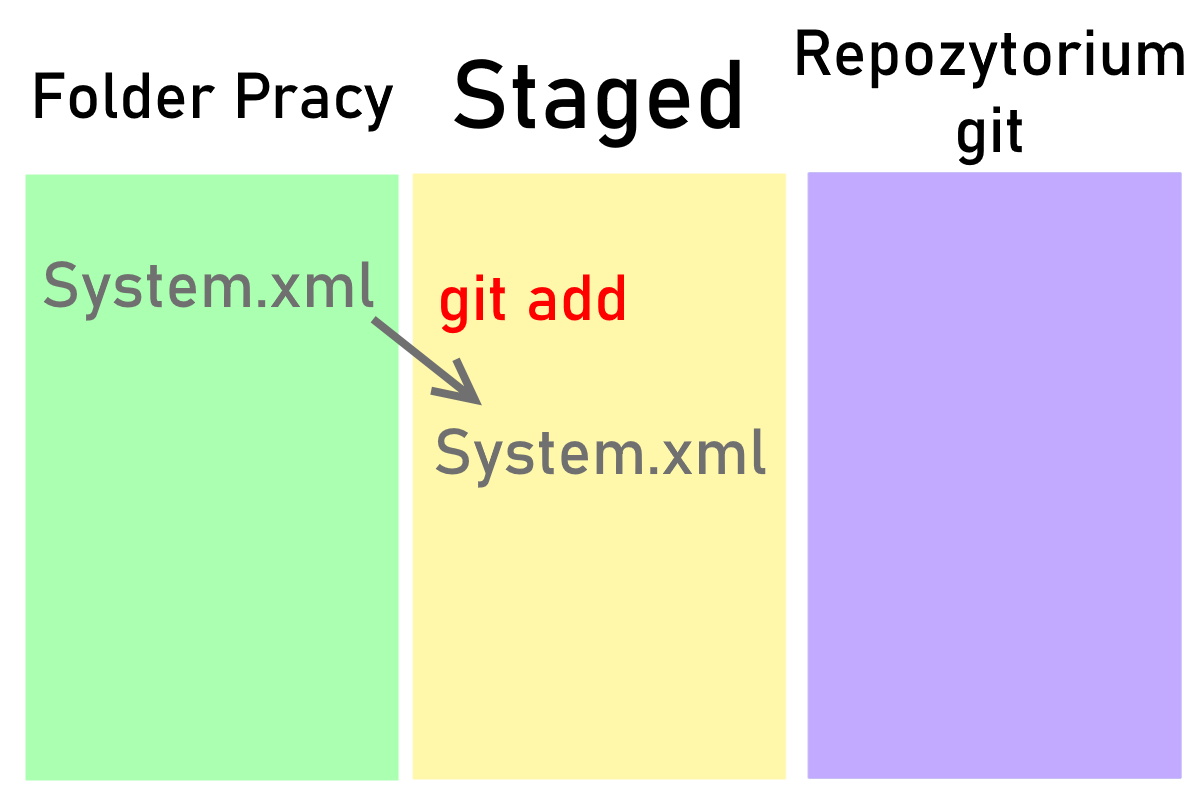 Folder Pracy
Staged
Repozytorium
git
System.xml
git add
System.xml